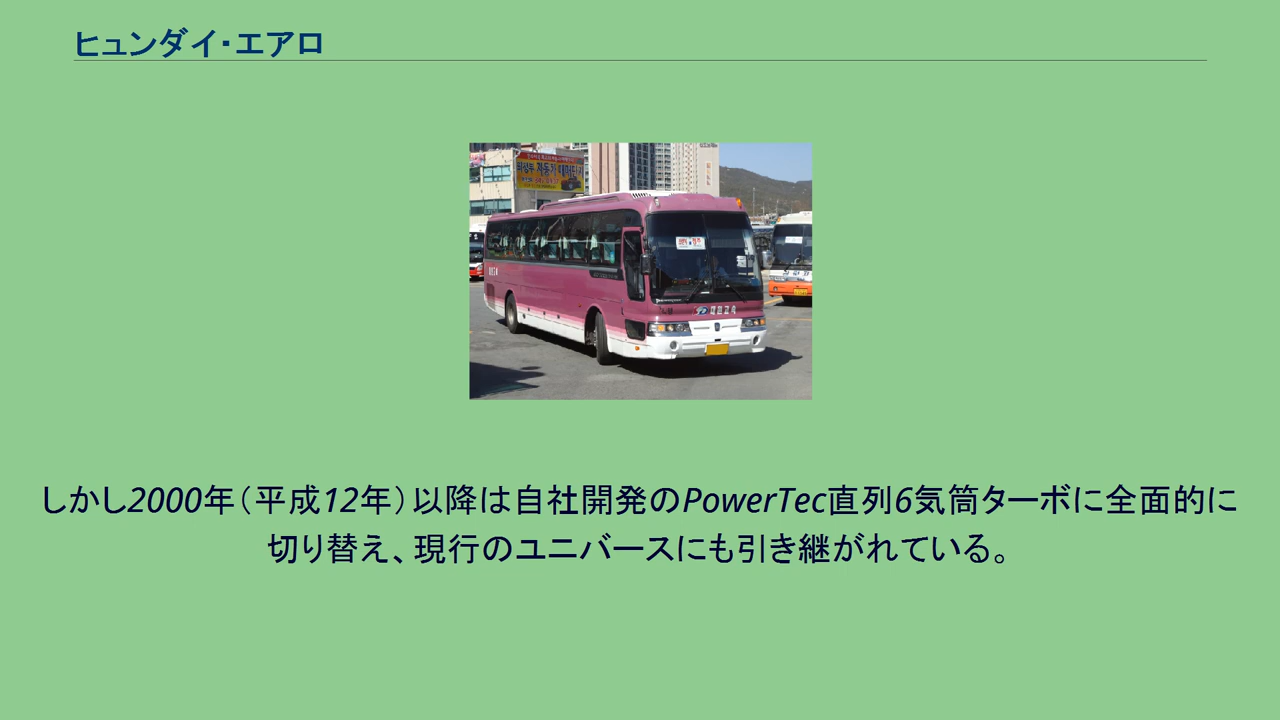 ヒュンダイ・エアロ
しかし2000年（平成12年）以降は自社開発のPowerTec直列6気筒ターボに全面的に
切り替え、現行のユニバースにも引き継がれている。